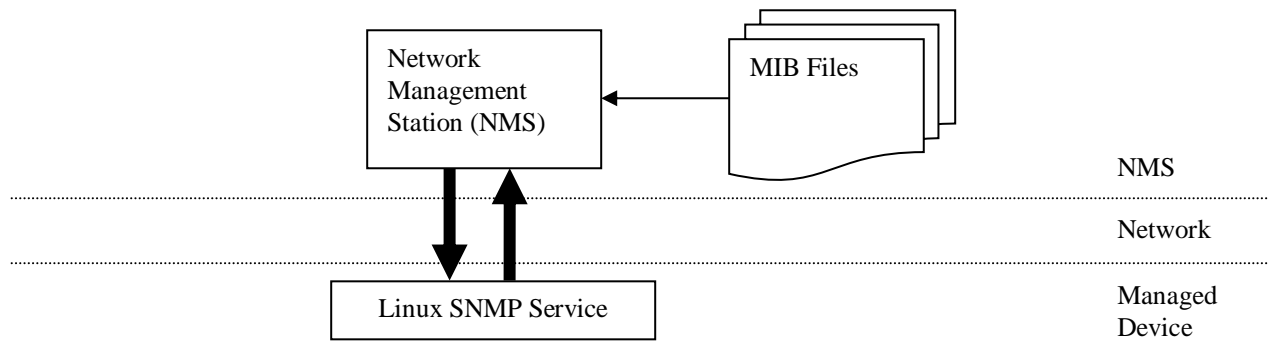 Network
Management
Station (NMS)
MIB Files
NMS
Network
Linux SNMP Service
Managed
Device